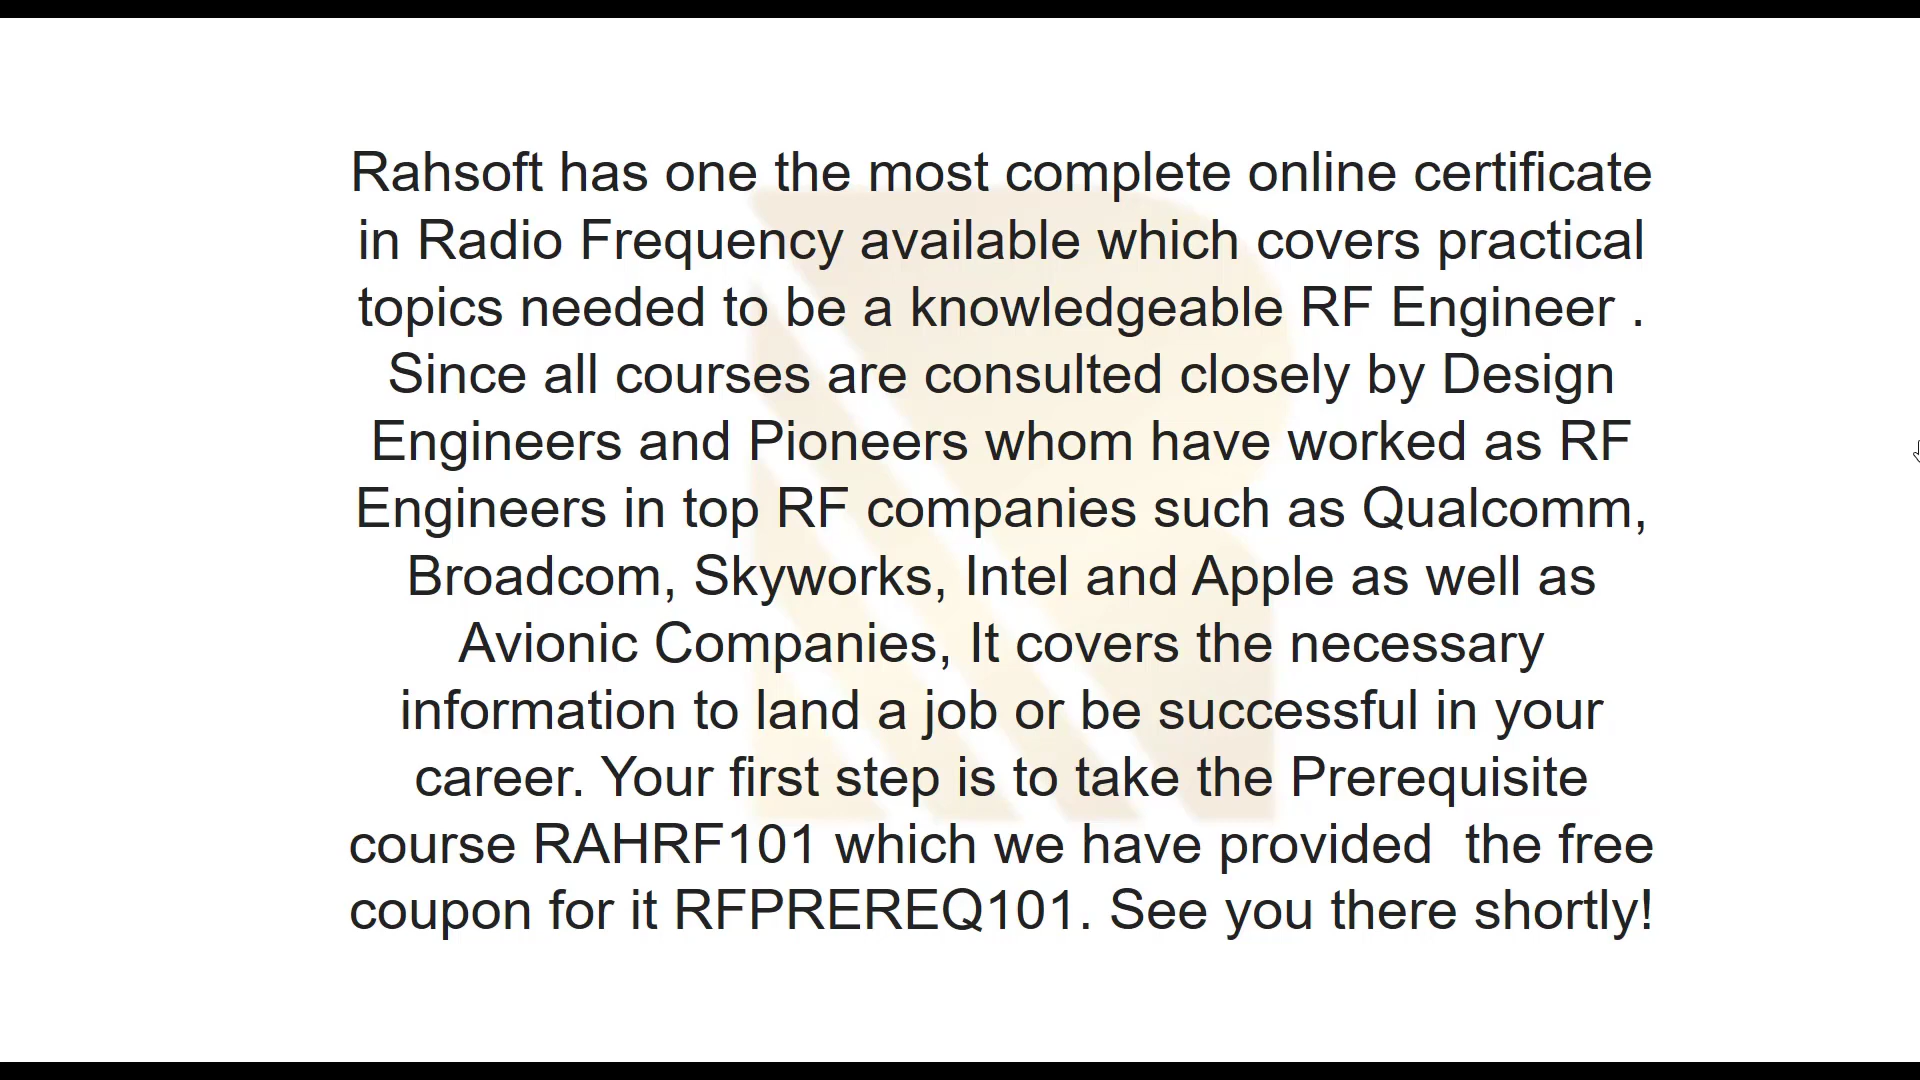 Rahsoft has one the most complete online certificate
in Radio Frequency available which covers practical
topics needed to be a knowledgeable RF Engineer .
Since all courses are consulted closely by Design
Engineers and Pioneers whom have worked as RF
Engineers in top RF companies such as Qualcomm,
Broadcom, Skyworks, Intel and Apple as well as
Avionic Companies, It covers the necessary
information to land a job or be successful in your
career. Your first step is to take the Prerequisite
course RAHRF101 which we have provided  the free
coupon for it RFPREREQ101. See you there shortly!